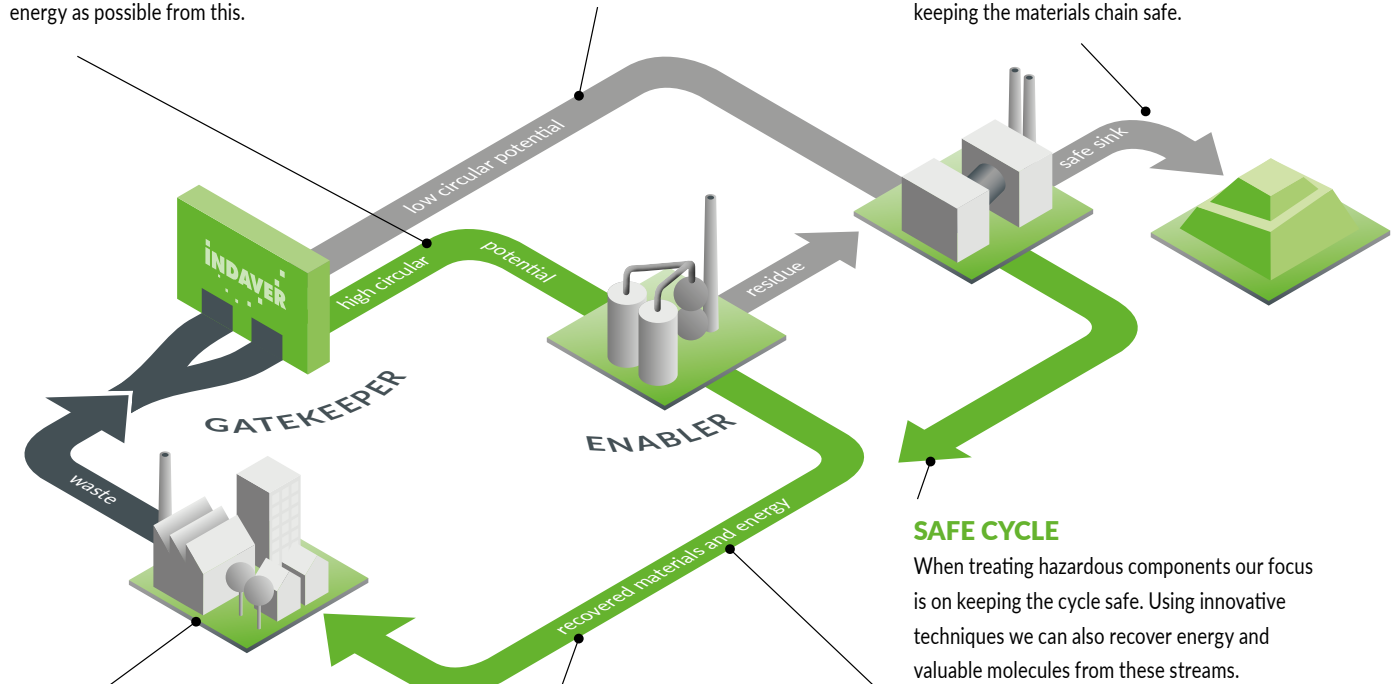 energy as possible from this.
keeping the materials chain safe.
low circular potential
safe sink
INDAVER
high circular
potential
residue
GATEKEEPER
ENABLER
waste
recovered materials and energy
SAFE CYCLE
When treating hazardous components our focus
is on keeping the cycle safe. Using innovative
techniques we can also recover energy and
valuable molecules from these streams.